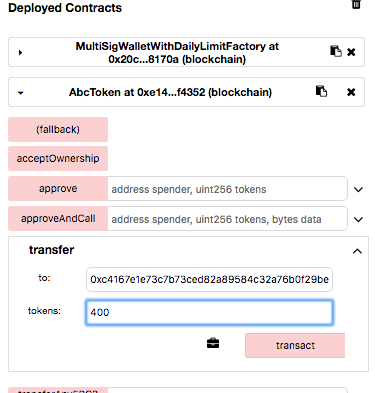 Deployed Contracts
MultiSigWalletWithDailyLimitFactory at
0x20c...8170a (blockchain)
AbcToken at 0xe14...f4352 (blockchain)
(fallback)
acceptOwnership
approve address spender, uint256 tokens
approveAndCall address spender, uint256 tokens, bytes data
transfer
to: 0xc4167e1e73c7b73ced82a89584c32a76b0f29be
tokens: 400
transact